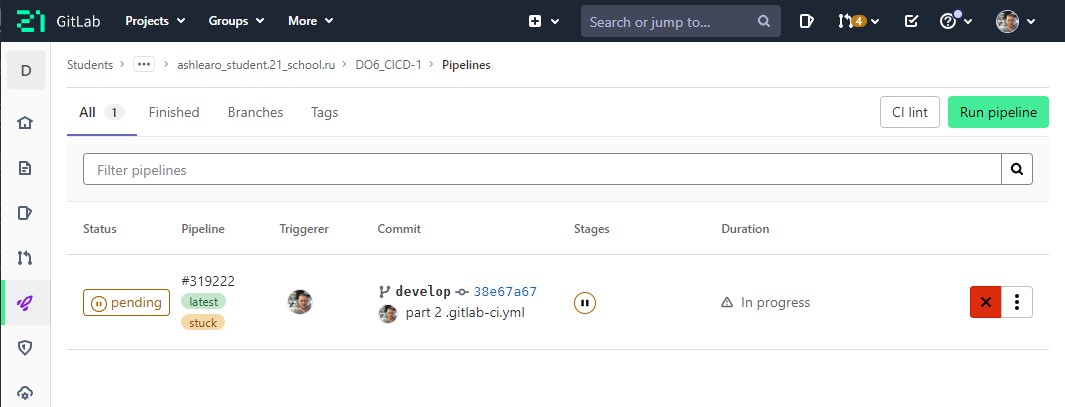 21 GitLab Projects Groups More Search or jump to... 4
D
Students ashlearo_student.21_school.ru DO6_CICD-1 Pipelines
All 1 Finished Branches Tags CI lint Run pipeline
Filter pipelines
Status Pipeline Triggerer Commit Stages Duration
#319222
pending latest develop 38e67a67 In progress
stuck part 2 .gitlab-ci.yml